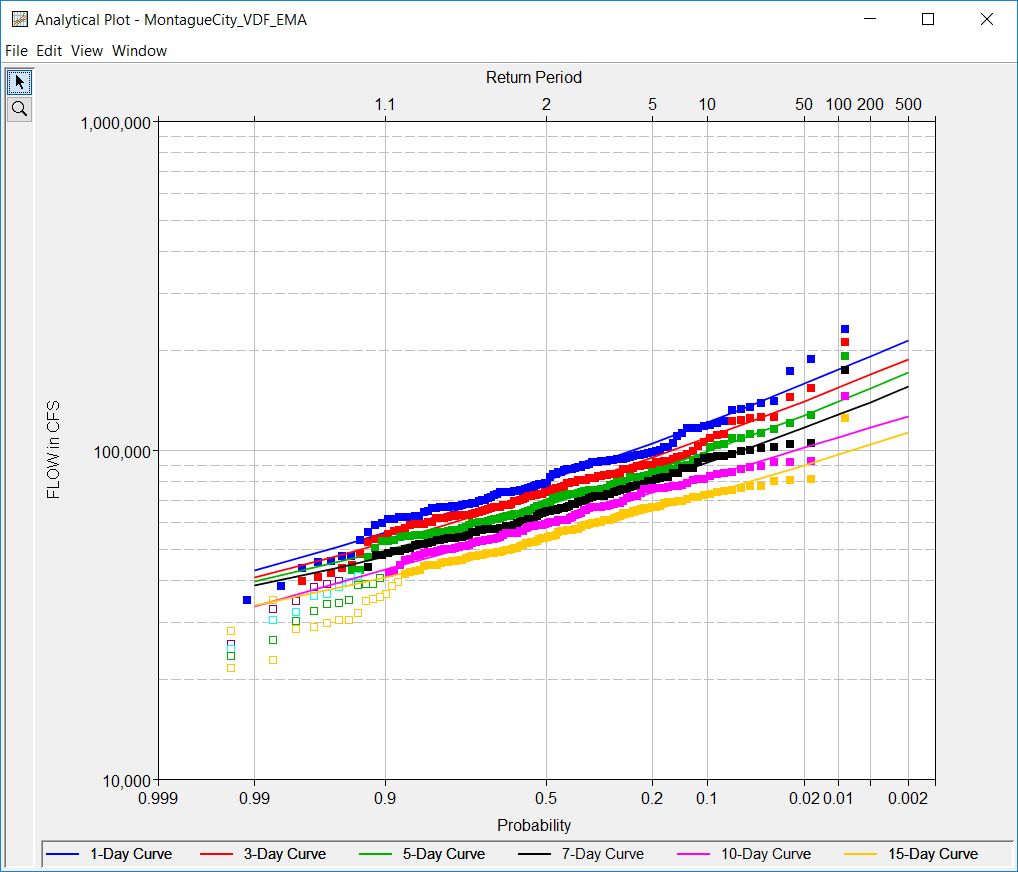 Analytical Plot - MontagueCity_VDF_EMA
File Edit View Window
Return Period
1.1 2 5 10 50 100 200 500
1,000,000
100,000
10,000
FLOW in CFS
0.999 0.99 0.9 0.5 0.2 0.1 0.02 0.01 0.002
Probability
1-Day Curve 3-Day Curve 5-Day Curve 7-Day Curve 10-Day Curve 15-Day Curve